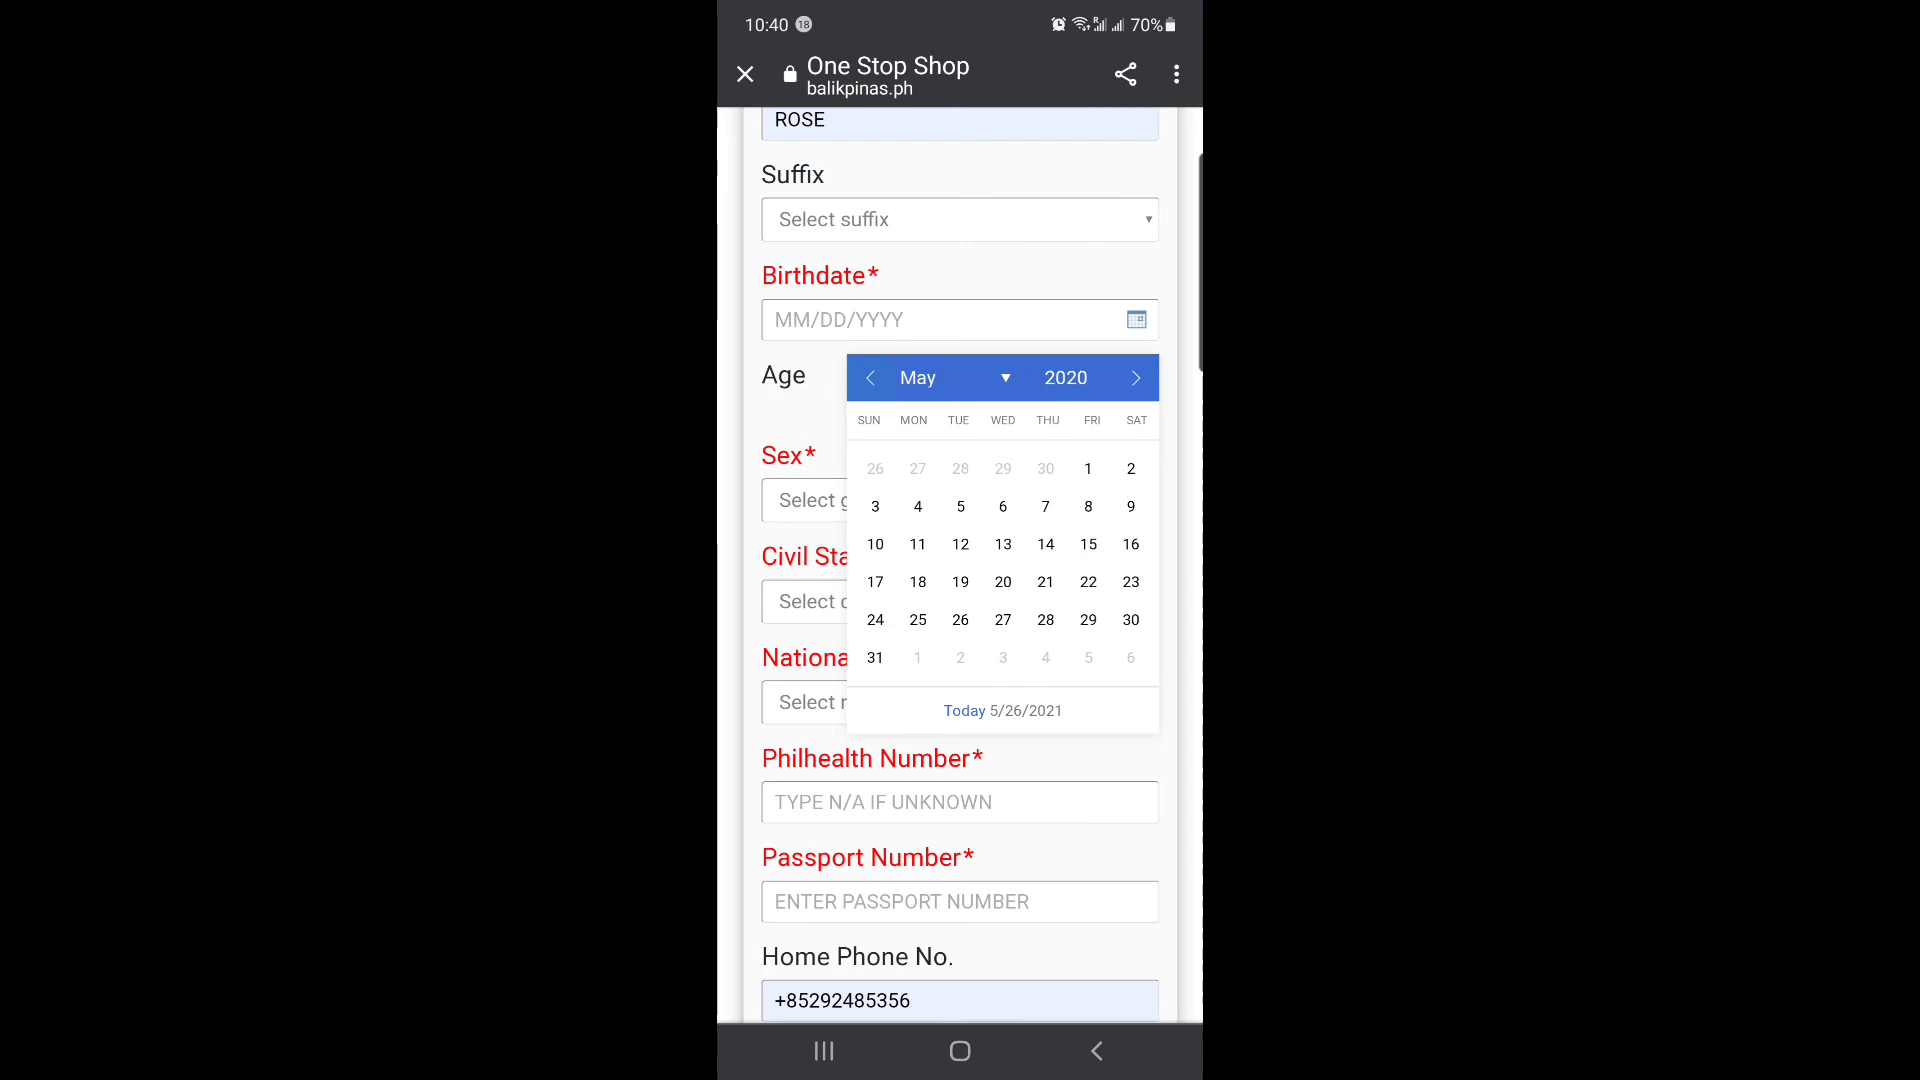 10:40 18 70%
One Stop Shop
balikpinas.ph
ROSE
Suffix
Select suffix
Birthdate*
MM/DD/YYYY
Age
May 2020
SUN MON TUE WED THU FRI SAT
26 27 28 29 30 1 2
3 4 5 6 7 8 9
10 11 12 13 14 15 16
17 18 19 20 21 22 23
24 25 26 27 28 29 30
31 1 2 3 4 5 6
Today 5/26/2021
Sex*
Select g
Civil Sta
Select c
Nationa
Select r
Philhealth Number*
TYPE N/A IF UNKNOWN
Passport Number*
ENTER PASSPORT NUMBER
Home Phone No.
+85292485356